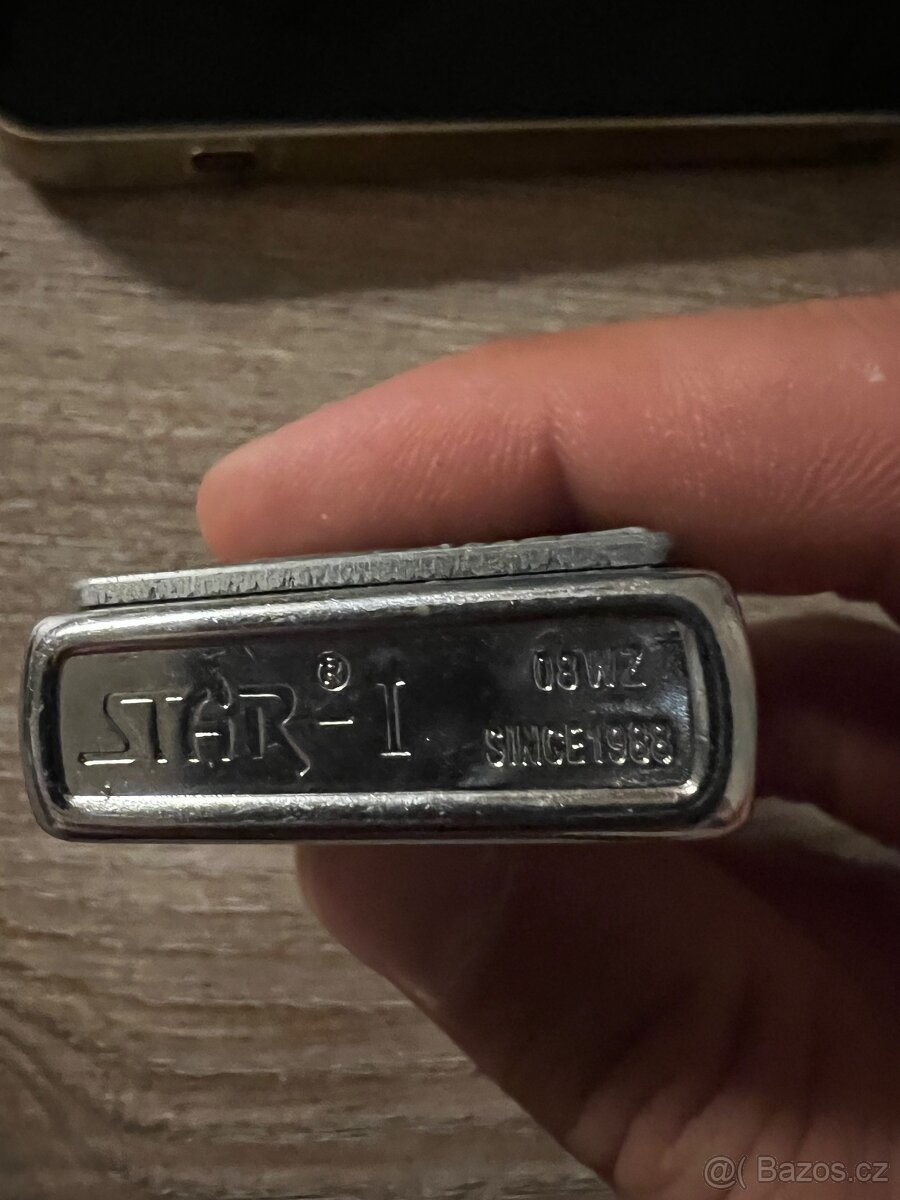 STAR®-I
08WZ
SINCE1988
@( Bazos.cz